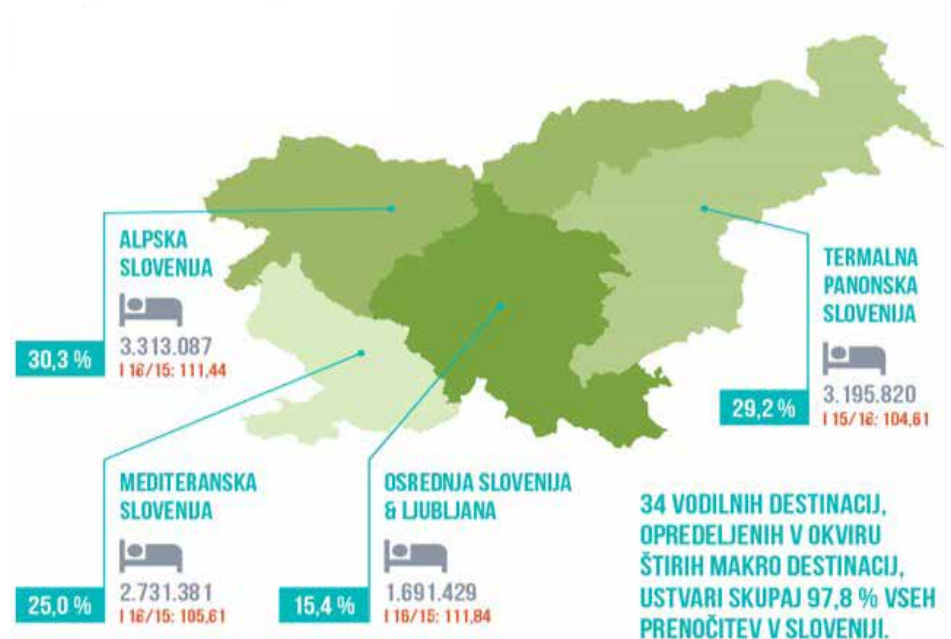 ALPSKA
SLOVENIJA
3.313.087
I 16/15: 111,44
30,3 %
TERMALNA
PANONSKA
SLOVENIJA
3.195.820
I 15/16: 104,61
29,2 %
MEDITERANSKA
SLOVENIJA
2.731.381
I 16/15: 105,61
25,0 %
OSREDNJA SLOVENIJA
& LJUBLJANA
1.691.429
I 16/15: 111,84
15,4 %
34 VODILNIH DESTINACIJ,
OPREDELJENIH V OKVIRU
ŠTIRIH MAKRO DESTINACIJ,
USTVARI SKUPAJ 97,8 % VSEH
PRENOČITEV V SLOVENIJI.